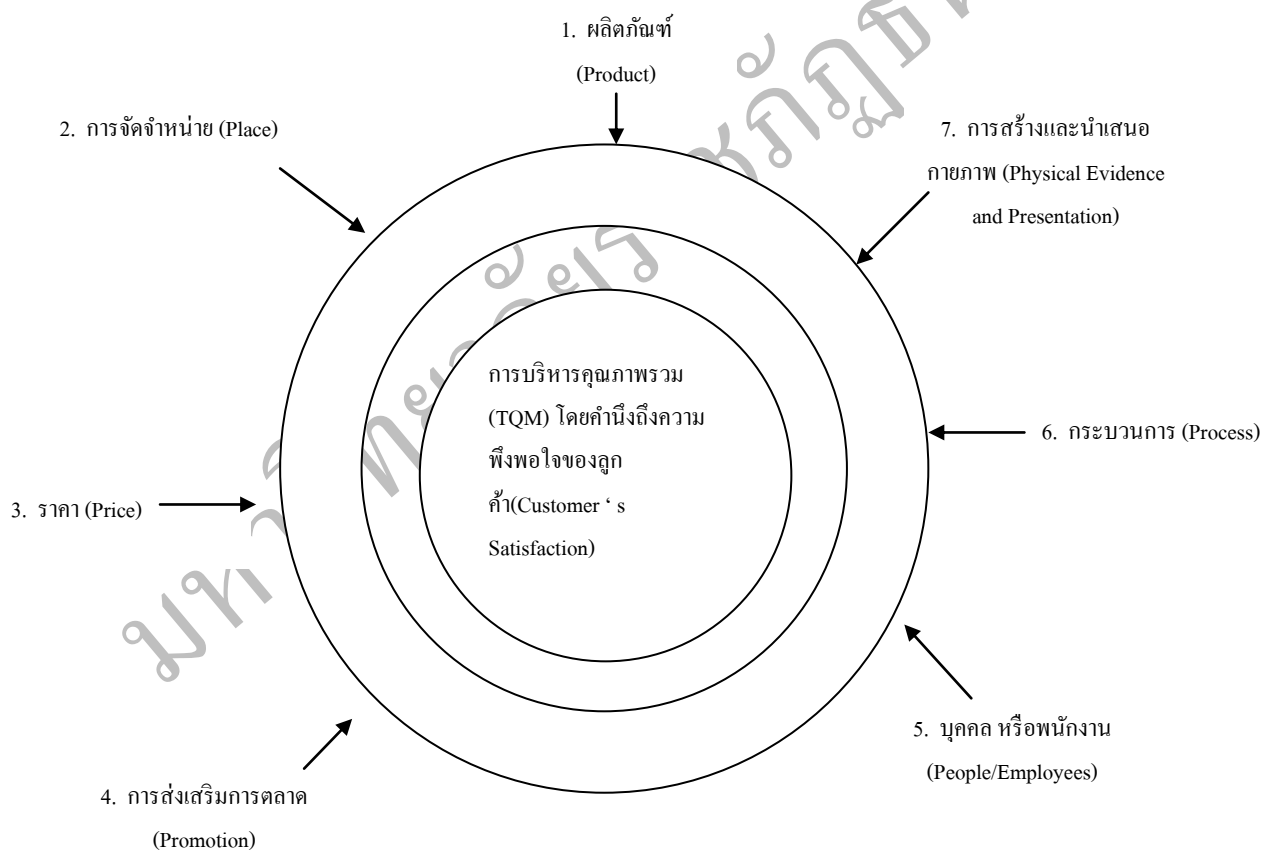 1. ผลิตภัณฑ์
(Product)
2. การจัดจำหน่าย (Place)
7. การสร้างและนำเสนอ
กายภาพ (Physical Evidence
and Presentation)
การบริหารคุณภาพรวม
(TQM) โดยคำนึงถึงความ
พึงพอใจของลูก
ค้า(Customer ‘ s
Satisfaction)
6. กระบวนการ (Process)
3. ราคา (Price)
5. บุคคล หรือพนักงาน
(People/Employees)
4. การส่งเสริมการตลาด
(Promotion)